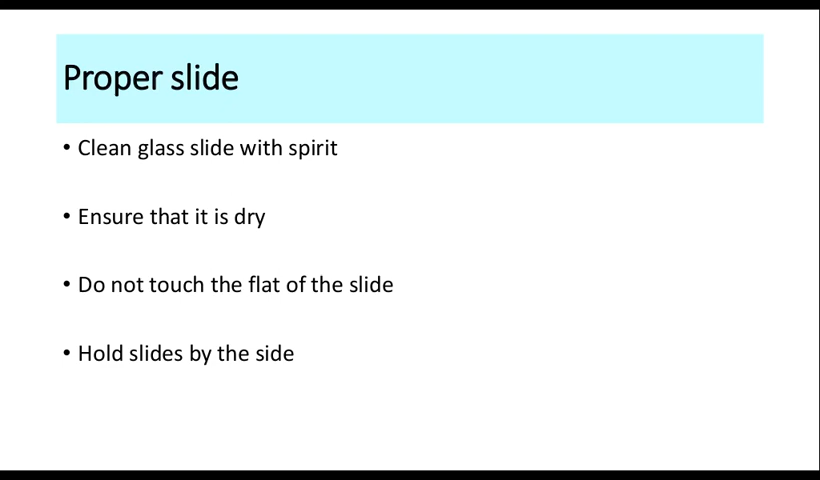 Proper slide
• Clean glass slide with spirit
• Ensure that it is dry
• Do not touch the flat of the slide
• Hold slides by the side